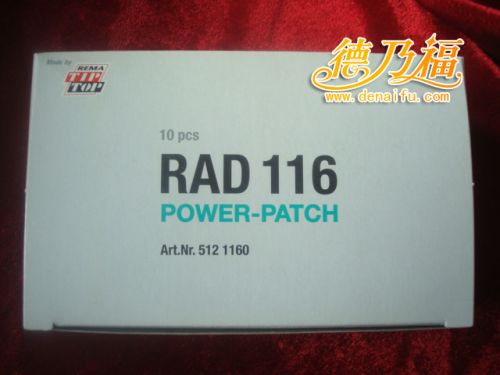 Made by
REMA
TIP
TOP
德乃福
www.denaifu.com
10 pcs
RAD 116
POWER-PATCH
Art.Nr. 512 1160